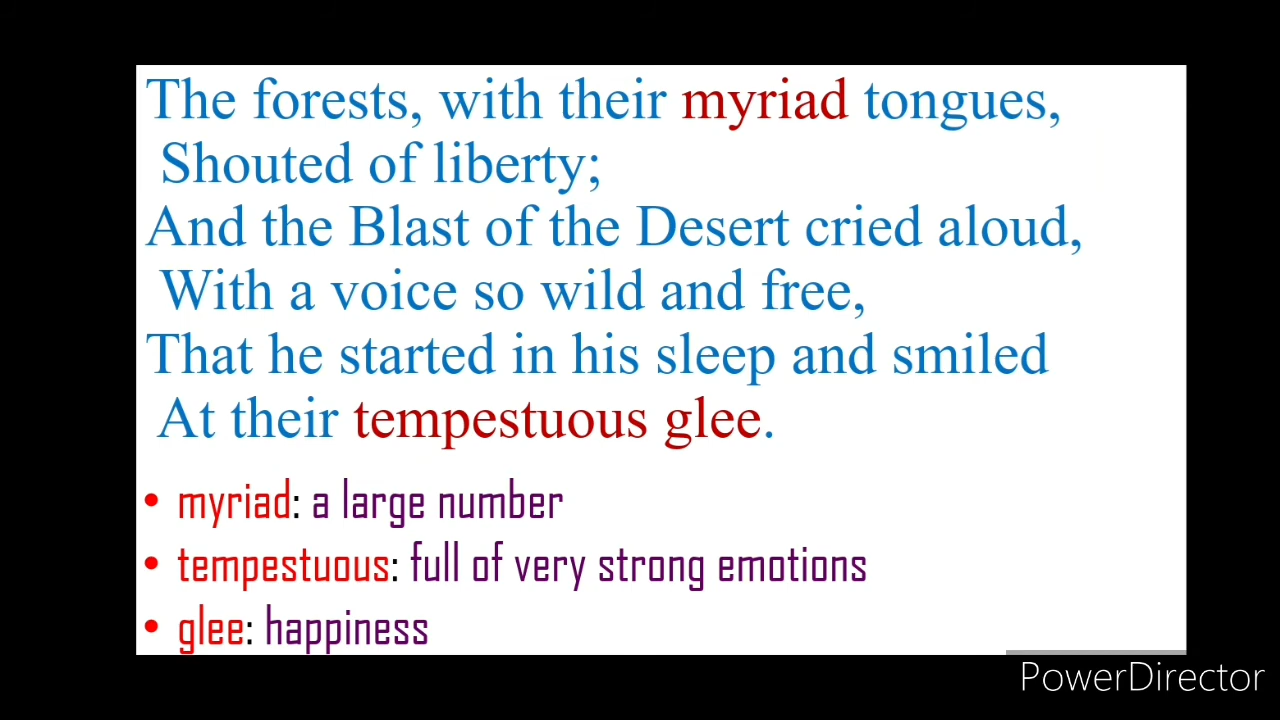 The forests, with their myriad tongues,
Shouted of liberty;
And the Blast of the Desert cried aloud,
With a voice so wild and free,
That he started in his sleep and smiled
At their tempestuous glee.
• myriad: a large number
• tempestuous: full of very strong emotions
• glee: happiness
PowerDirector